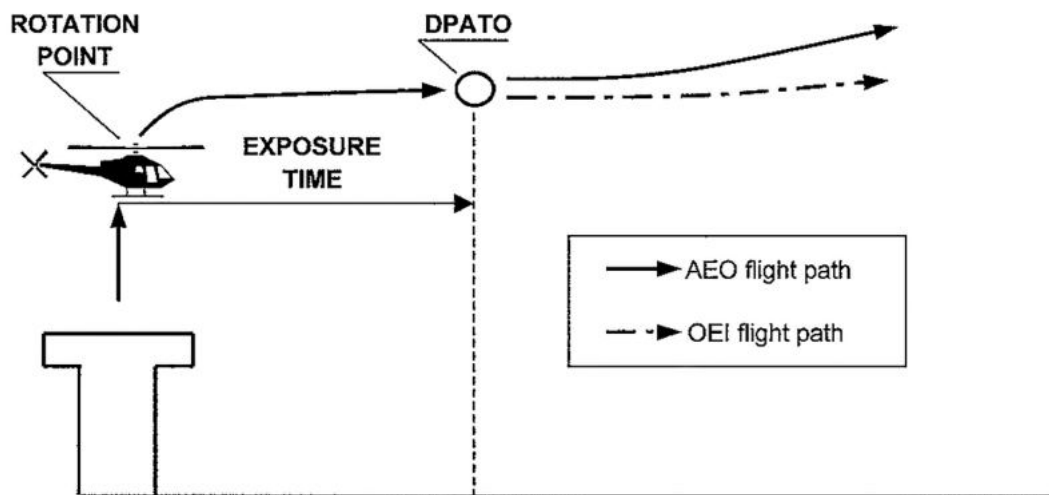 ROTATION
POINT
DPATO
EXPOSURE
TIME
AEO flight path
OEI flight path